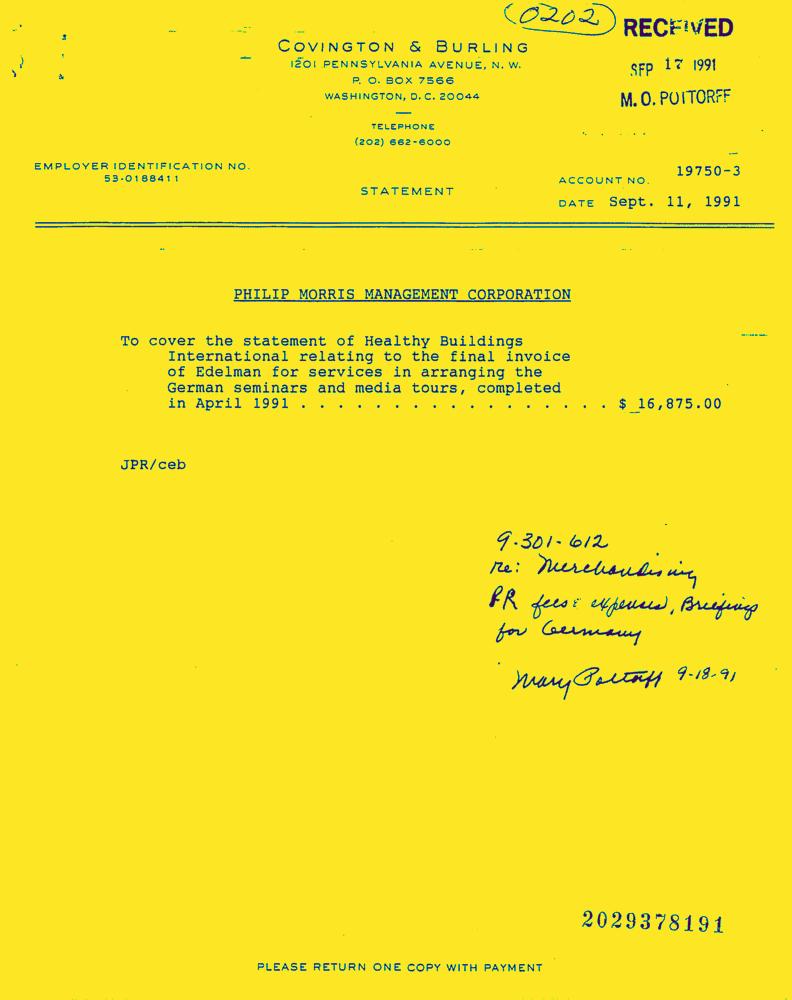 (0202)
RECEIVED
SEP 17 1991
M. O. POTTORFF
COVINGTON & BURLING
1201 PENNSYLVANIA AVENUE, N. W.
P. O. BOX 7566
WASHINGTON, D. C. 20044
TELEPHONE
(202) 662-6000
EMPLOYER IDENTIFICATION NO.
53-0188411
STATEMENT
ACCOUNT NO. 19750-3
DATE Sept. 11, 1991
PHILIP MORRIS MANAGEMENT CORPORATION
To cover the statement of Healthy Buildings
International relating to the final invoice
of Edelman for services in arranging the
German seminars and media tours, completed
in April 1991 . . . . . . . . . . . . . . . . . $ 16,875.00
JPR/ceb
9-301-612
re: Merchandising
PR fees & expenses, Briefings
for Germany
Mary Pottorff 9-18-91
2029378191
PLEASE RETURN ONE COPY WITH PAYMENT